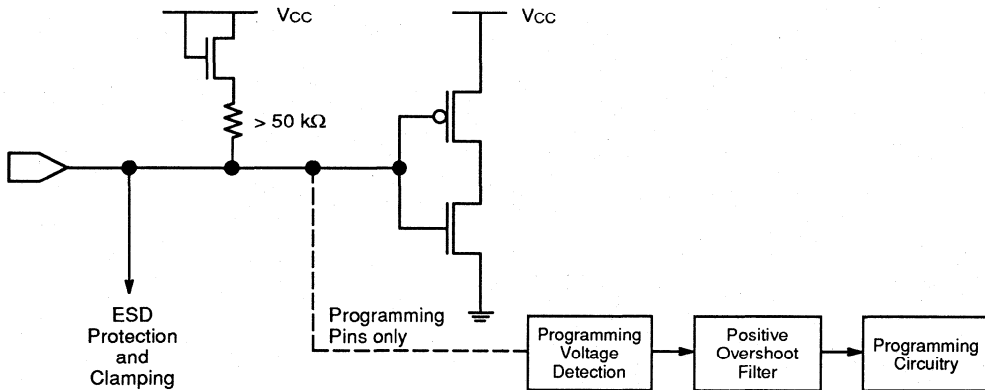 VCC
VCC
> 50 kΩ
ESD
Protection
and
Clamping
Programming
Pins only
Programming
Voltage
Detection
Positive
Overshoot
Filter
Programming
Circuitry